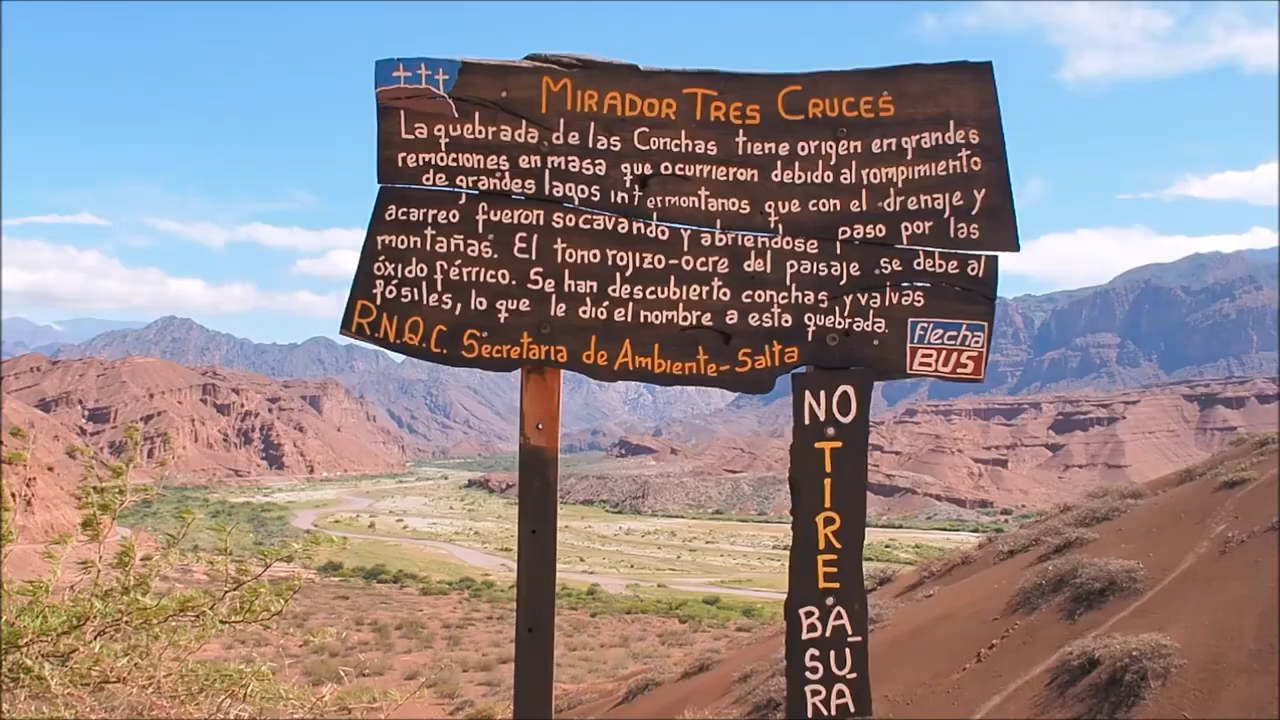 MIRADOR TRES CRUCES
La quebrada de las Conchas tiene origen en grandes
remociones en masa que ocurrieron debido al rompimiento
de grandes lagos intermontanos que con el drenaje y
acarreo fueron socavando y abriendose paso por las
montañas. El tono rojizo-ocre del paisaje se debe al
óxido férrico. Se han descubierto conchas y valvas
fósiles, lo que le dió el nombre a esta quebrada.
R.N.Q.C. Secretaria de Ambiente-Salta
flecha
BUS
NO
TIRE
BA_
SU_
RA